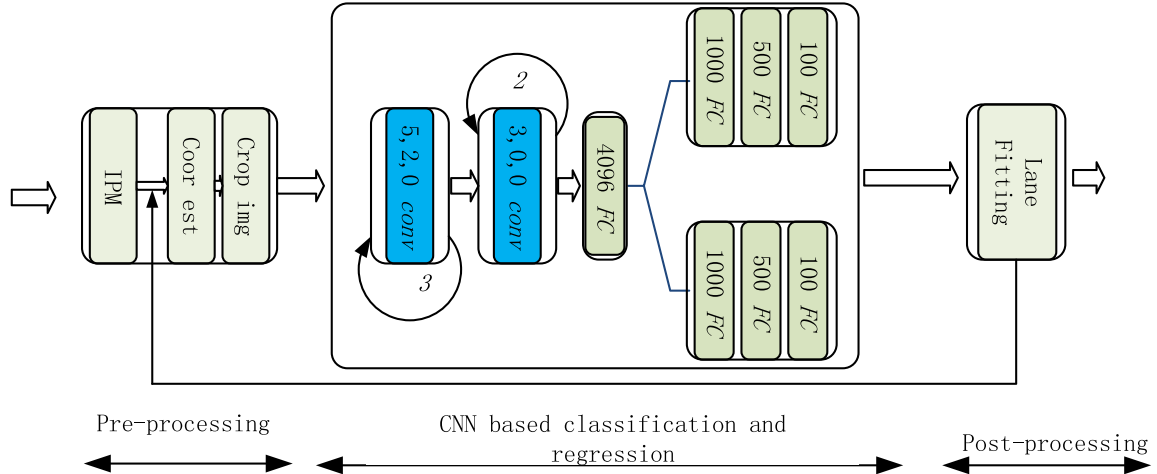 IPM
Coor est
Crop img
5,2,0 conv
3
3,0,0 conv
2
4096 FC
1000 FC
500 FC
100 FC
1000 FC
500 FC
100 FC
Lane
Fitting
Pre-processing
CNN based classification and
regression
Post-processing